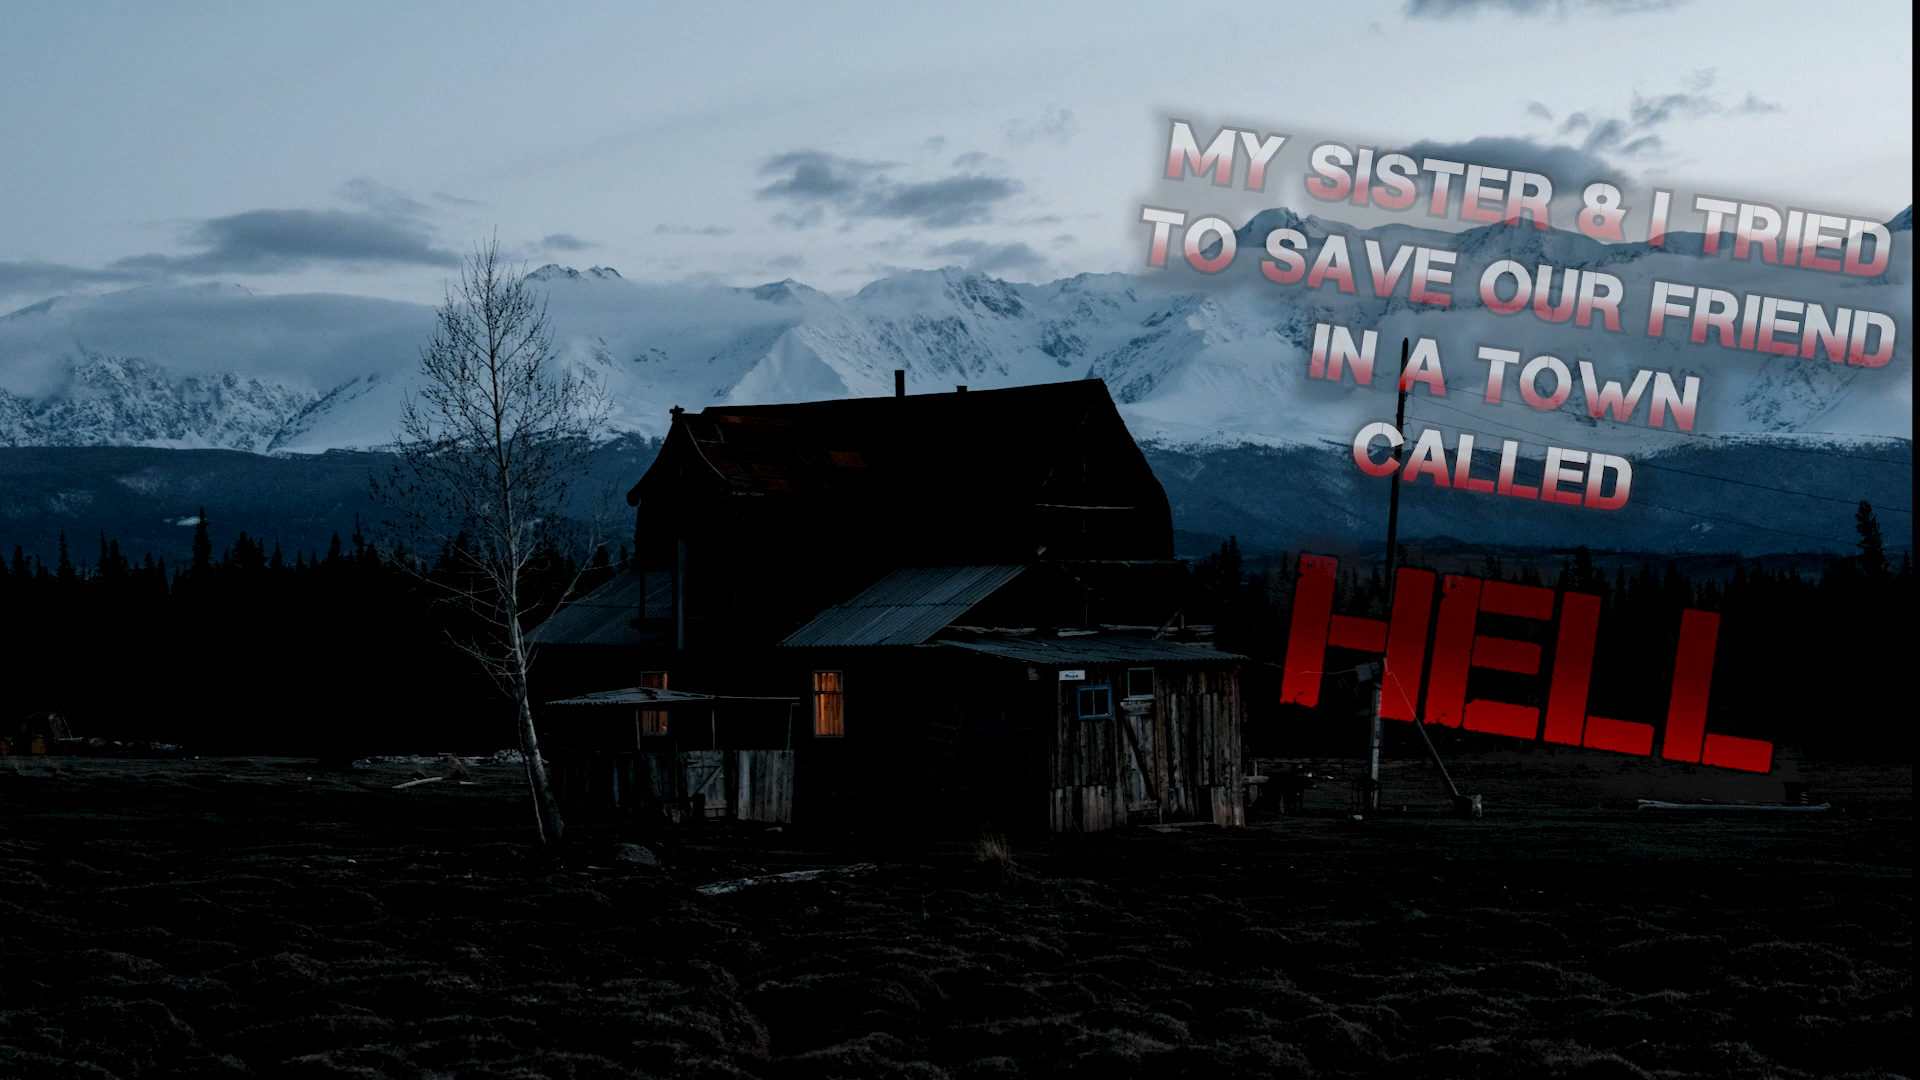 MY SISTER & I TRIED
TO SAVE OUR FRIEND
IN A TOWN
CALLED
HELL